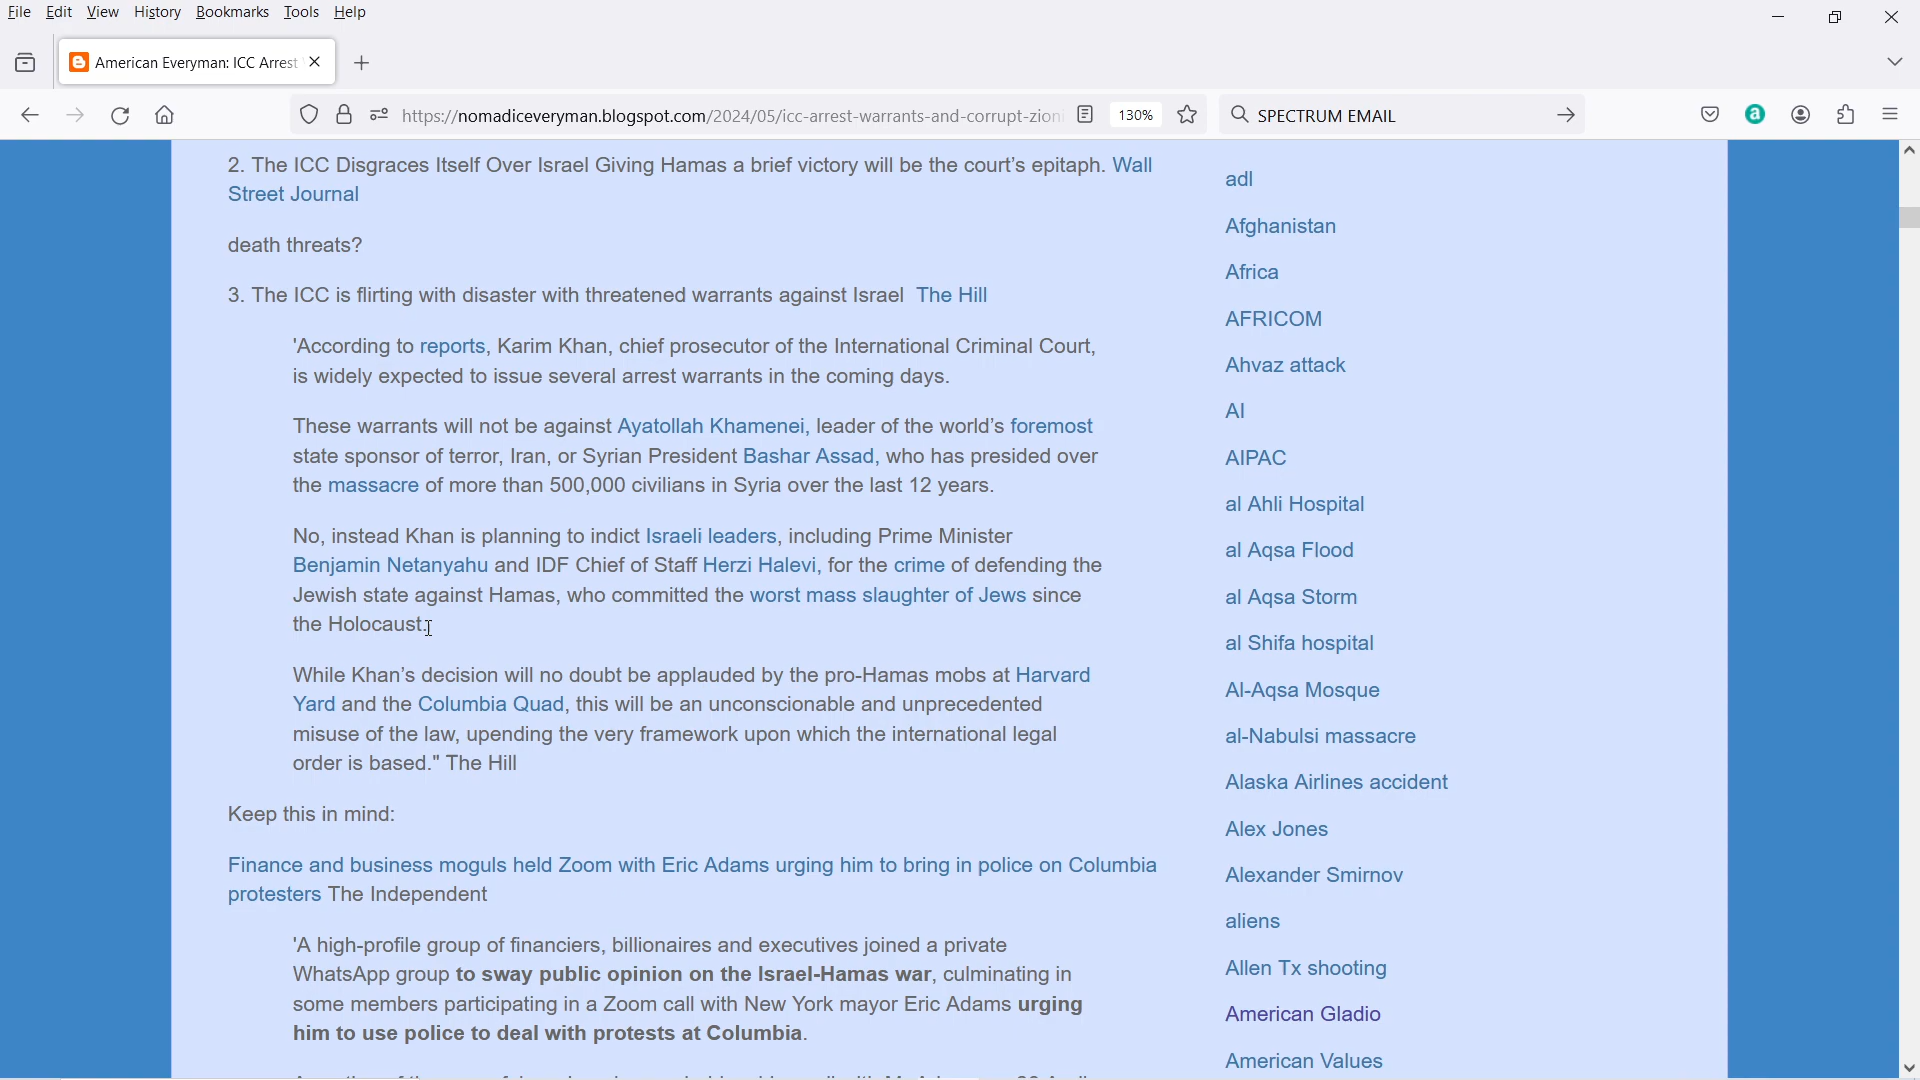 File Edit View History Bookmarks Tools Help
American Everyman: ICC Arrest
https://nomadiceveryman.blogspot.com/2024/05/icc-arrest-warrants-and-corrupt-zioni
130%
SPECTRUM EMAIL
2. The ICC Disgraces Itself Over Israel Giving Hamas a brief victory will be the court's epitaph. Wall
Street Journal
death threats?
3. The ICC is flirting with disaster with threatened warrants against Israel The Hill
'According to reports, Karim Khan, chief prosecutor of the International Criminal Court,
is widely expected to issue several arrest warrants in the coming days.
These warrants will not be against Ayatollah Khamenei, leader of the world's foremost
state sponsor of terror, Iran, or Syrian President Bashar Assad, who has presided over
the massacre of more than 500,000 civilians in Syria over the last 12 years.
No, instead Khan is planning to indict Israeli leaders, including Prime Minister
Benjamin Netanyahu and IDF Chief of Staff Herzi Halevi, for the crime of defending the
Jewish state against Hamas, who committed the worst mass slaughter of Jews since
the Holocaust.
While Khan's decision will no doubt be applauded by the pro-Hamas mobs at Harvard
Yard and the Columbia Quad, this will be an unconscionable and unprecedented
misuse of the law, upending the very framework upon which the international legal
order is based." The Hill
Keep this in mind:
Finance and business moguls held Zoom with Eric Adams urging him to bring in police on Columbia
protesters The Independent
'A high-profile group of financiers, billionaires and executives joined a private
WhatsApp group to sway public opinion on the Israel-Hamas war, culminating in
some members participating in a Zoom call with New York mayor Eric Adams urging
him to use police to deal with protests at Columbia.
adl
Afghanistan
Africa
AFRICOM
Ahvaz attack
AI
AIPAC
al Ahli Hospital
al Aqsa Flood
al Aqsa Storm
al Shifa hospital
Al-Aqsa Mosque
al-Nabulsi massacre
Alaska Airlines accident
Alex Jones
Alexander Smirnov
aliens
Allen Tx shooting
American Gladio
American Values